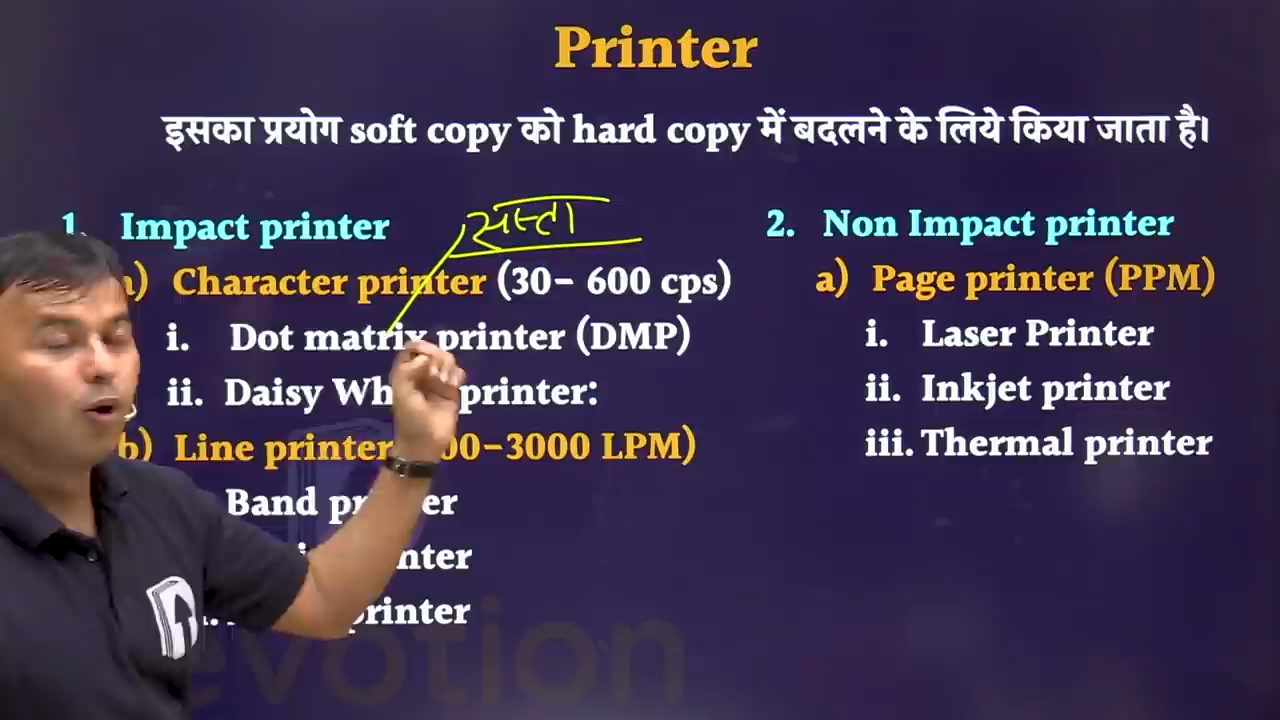 Printer
इसका प्रयोग soft copy को hard copy में बदलने के लिये किया जाता है।
1. Impact printer
सस्ता
a) Character printer (30– 600 cps)
i. Dot matrix printer (DMP)
ii. Daisy Wh printer:
b) Line printer 00–3000 LPM)
Band pr er
nter
printer
2. Non Impact printer
a) Page printer (PPM)
i. Laser Printer
ii. Inkjet printer
iii. Thermal printer
evotion